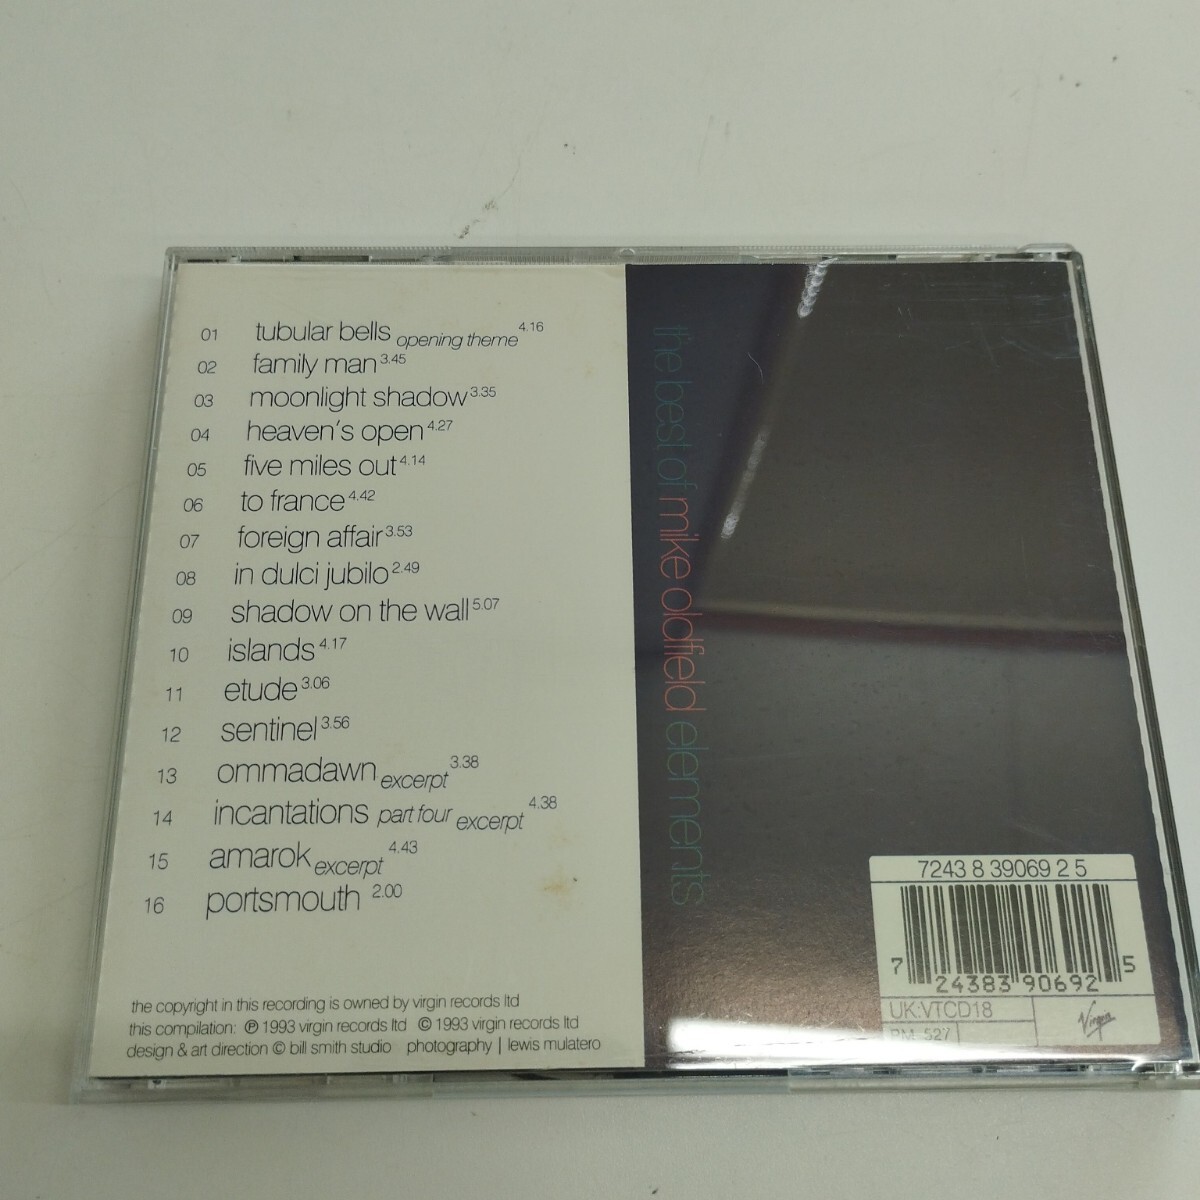 01 tubular bells opening theme 4.16
02 family man 3.45
03 moonlight shadow 3.35
04 heaven's open 4.27
05 five miles out 4.14
06 to france 4.42
07 foreign affair 3.53
08 in dulci jubilo 2.49
09 shadow on the wall 5.07
10 islands 4.17
11 etude 3.06
12 sentinel 3.56
13 ommadawn excerpt 3.38
14 incantations part four excerpt 4.38
15 amarok excerpt 4.43
16 portsmouth 2.00
the copyright in this recording is owned by virgin records ltd
this compilation: ℗ 1993 virgin records ltd © 1993 virgin records ltd
design & art direction © bill smith studio photography | lewis mulatero
the best of mike oldfield elements
7243 8 39069 2 5
7 24383 90692 5
UK:VTCD18
PM 527
Virgin